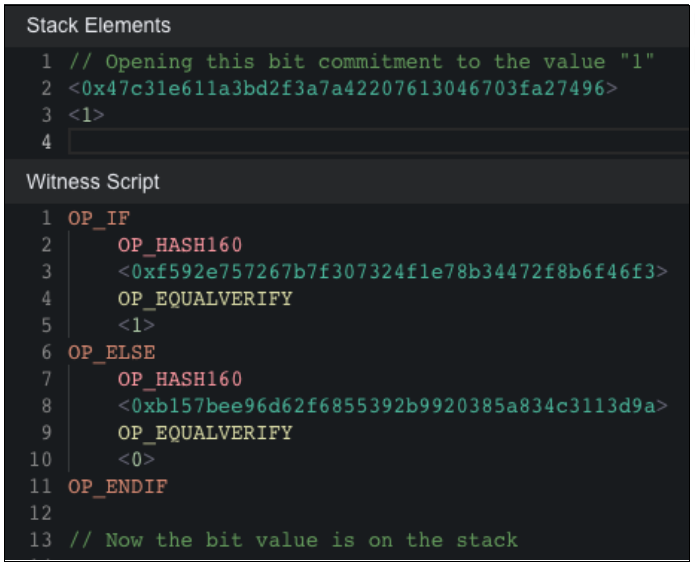 Stack Elements
1 // Opening this bit commitment to the value "1"
2 <0x47c31e611a3bd2f3a7a42207613046703fa27496>
3 <1>
4
Witness Script
1 OP_IF
2 OP_HASH160
3 <0xf592e757267b7f307324f1e78b34472f8b6f46f3>
4 OP_EQUALVERIFY
5 <1>
6 OP_ELSE
7 OP_HASH160
8 <0xb157bee96d62f6855392b9920385a834c3113d9a>
9 OP_EQUALVERIFY
10 <0>
11 OP_ENDIF
12
13 // Now the bit value is on the stack